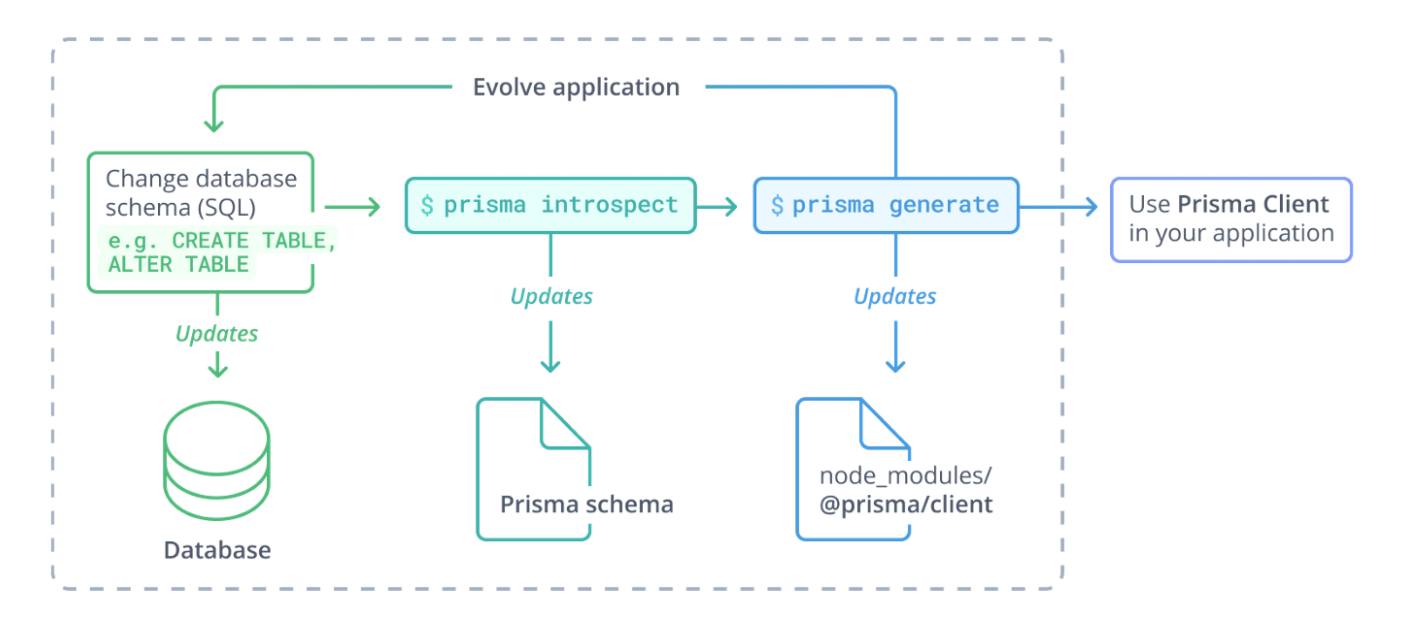 Evolve application
Change database
schema (SQL)
e.g. CREATE TABLE,
ALTER TABLE
$ prisma introspect
$ prisma generate
Use Prisma Client
in your application
Updates
Updates
Updates
Database
Prisma schema
node_modules/
@prisma/client